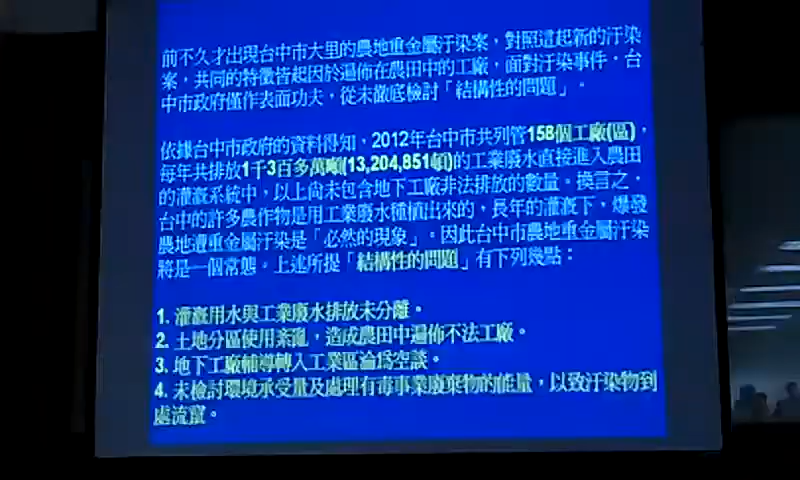 前不久才出現台中市大里的農地重金屬汙染案，對照這起新的汙染
案，共同的特徵皆起因於遍佈在農田中的工廠，面對汙染事件，台
中市政府僅作表面功夫，從未徹底檢討「結構性的問題」。
依據台中市政府的資料得知，2012年台中市共列管158個工廠(區)，
每年共排放1千3百多萬噸(13,204,851噸)的工業廢水直接進入農田
的灌溉系統中，以上尚未包含地下工廠非法排放的數量。換言之，
台中的許多農作物是用工業廢水種植出來的，長年的灌溉下，爆發
農地遭重金屬汙染是「必然的現象」。因此台中市農地重金屬汙染
將是一個常態。上述所提「結構性的問題」有下列幾點：
1. 灌溉用水與工業廢水排放未分離。
2. 土地分區使用紊亂，造成農田中遍佈不法工廠。
3. 地下工廠輔導轉入工業區淪為空談。
4. 未檢討環境承受量及處理有毒事業廢棄物的能量，以致汙染物到
處流竄。